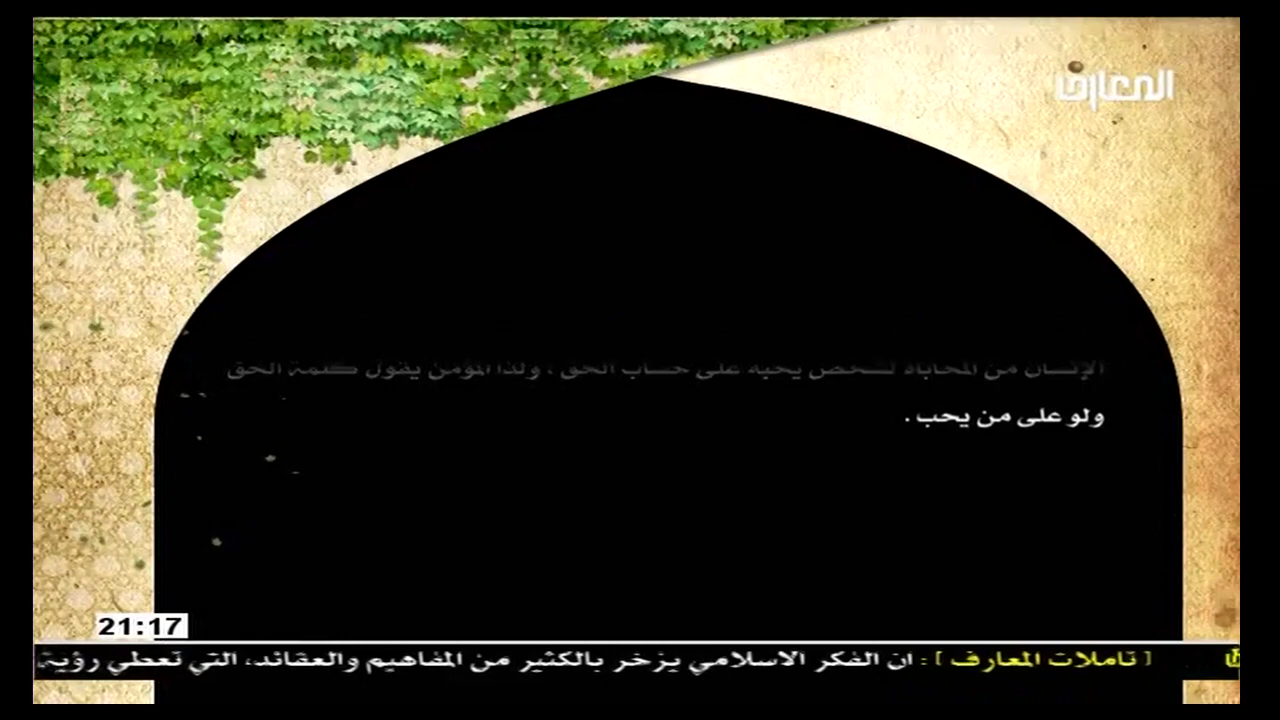 المعارف
الإنسان من المحاباة لشخص يحبه على حساب الحق ، ولذا المؤمن يقول كلمة الحق
ولو على من يحب .
21:17
[ تاملات المعارف ] : ان الفكر الاسلامي يزخر بالكثير من المفاهيم والعقائد، التي تعطي رؤية